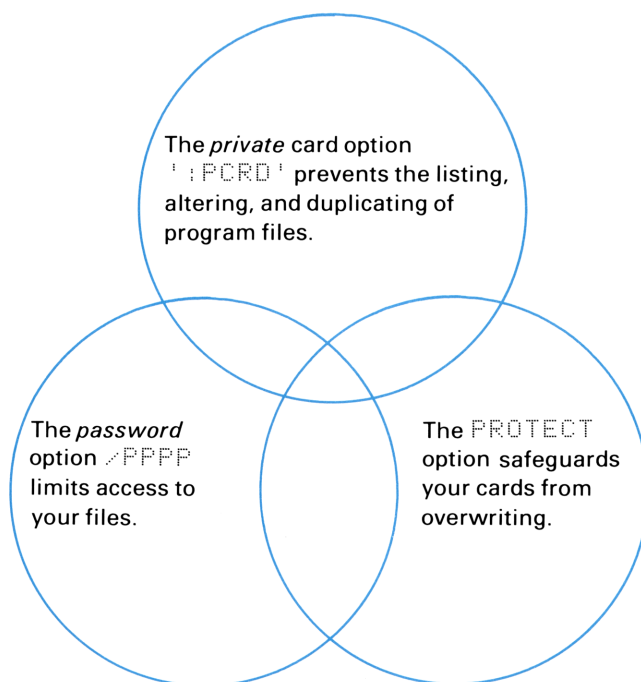 The private card option
':PCRD' prevents the listing,
altering, and duplicating of
program files.
The password
option /PPPP
limits access to
your files.
The PROTECT
option safeguards
your cards from
overwriting.